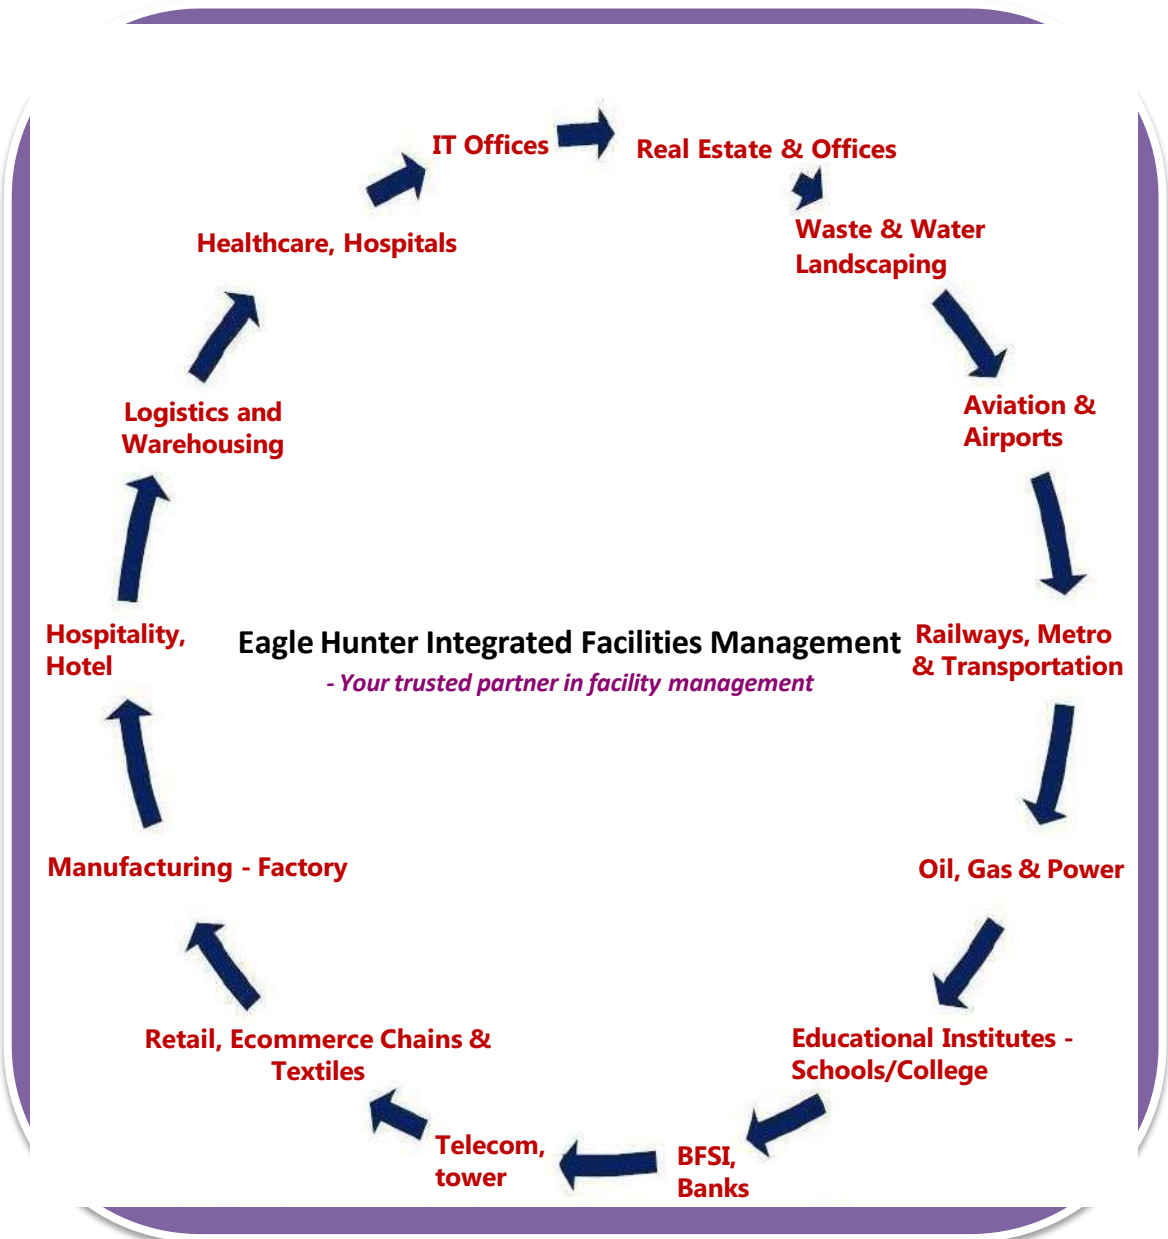 IT Offices
Real Estate & Offices
Waste & Water
Landscaping
Healthcare, Hospitals
Aviation &
Airports
Logistics and
Warehousing
Railways, Metro
& Transportation
Hospitality,
Hotel
Eagle Hunter Integrated Facilities Management
- Your trusted partner in facility management
Oil, Gas & Power
Manufacturing - Factory
Educational Institutes -
Schools/College
Retail, Ecommerce Chains &
Textiles
BFSI,
Banks
Telecom,
tower